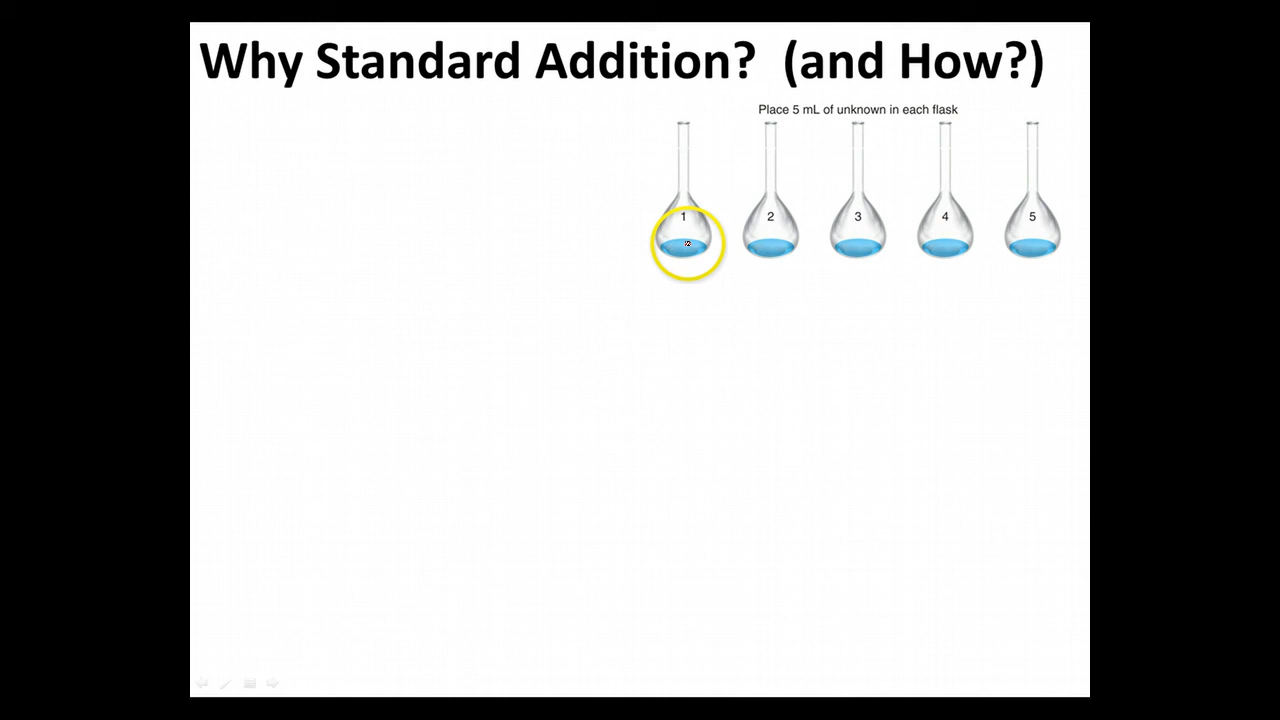 Why Standard Addition?  (and How?)
Place 5 mL of unknown in each flask
1 2 3 4 5